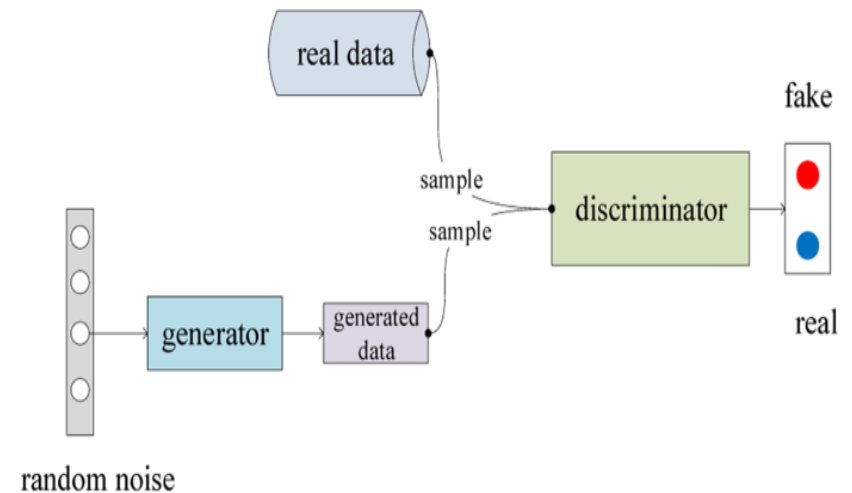 real data
fake
sample
discriminator
sample
generator
generated
data
real
random noise